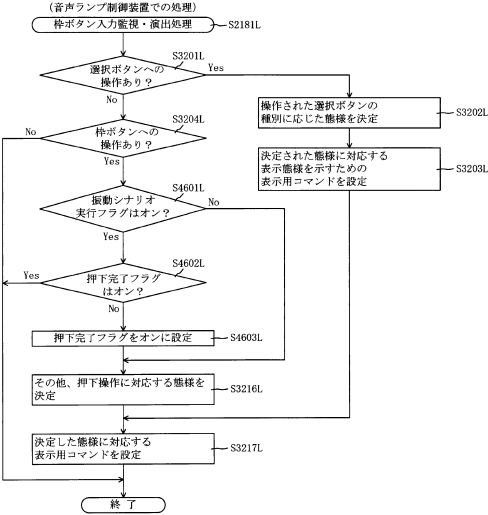 (音声ランプ制御装置での処理)
枠ボタン入力監視・演出処理
S2181L
S3201L
選択ボタンへの
操作あり?
Yes
No
操作された選択ボタンの
種別に応じた態様を決定
S3202L
S3204L
枠ボタンへの
操作あり?
No
Yes
決定された態様に対応する
表示態様を示すための
表示用コマンドを設定
S3203L
S4601L
振動シナリオ
実行フラグはオン?
No
Yes
S4602L
押下完了フラグ
はオン?
Yes
No
押下完了フラグをオンに設定
S4603L
その他、押下操作に対応する態様を
決定
S3216L
決定した態様に対応する
表示用コマンドを設定
S3217L
終 了